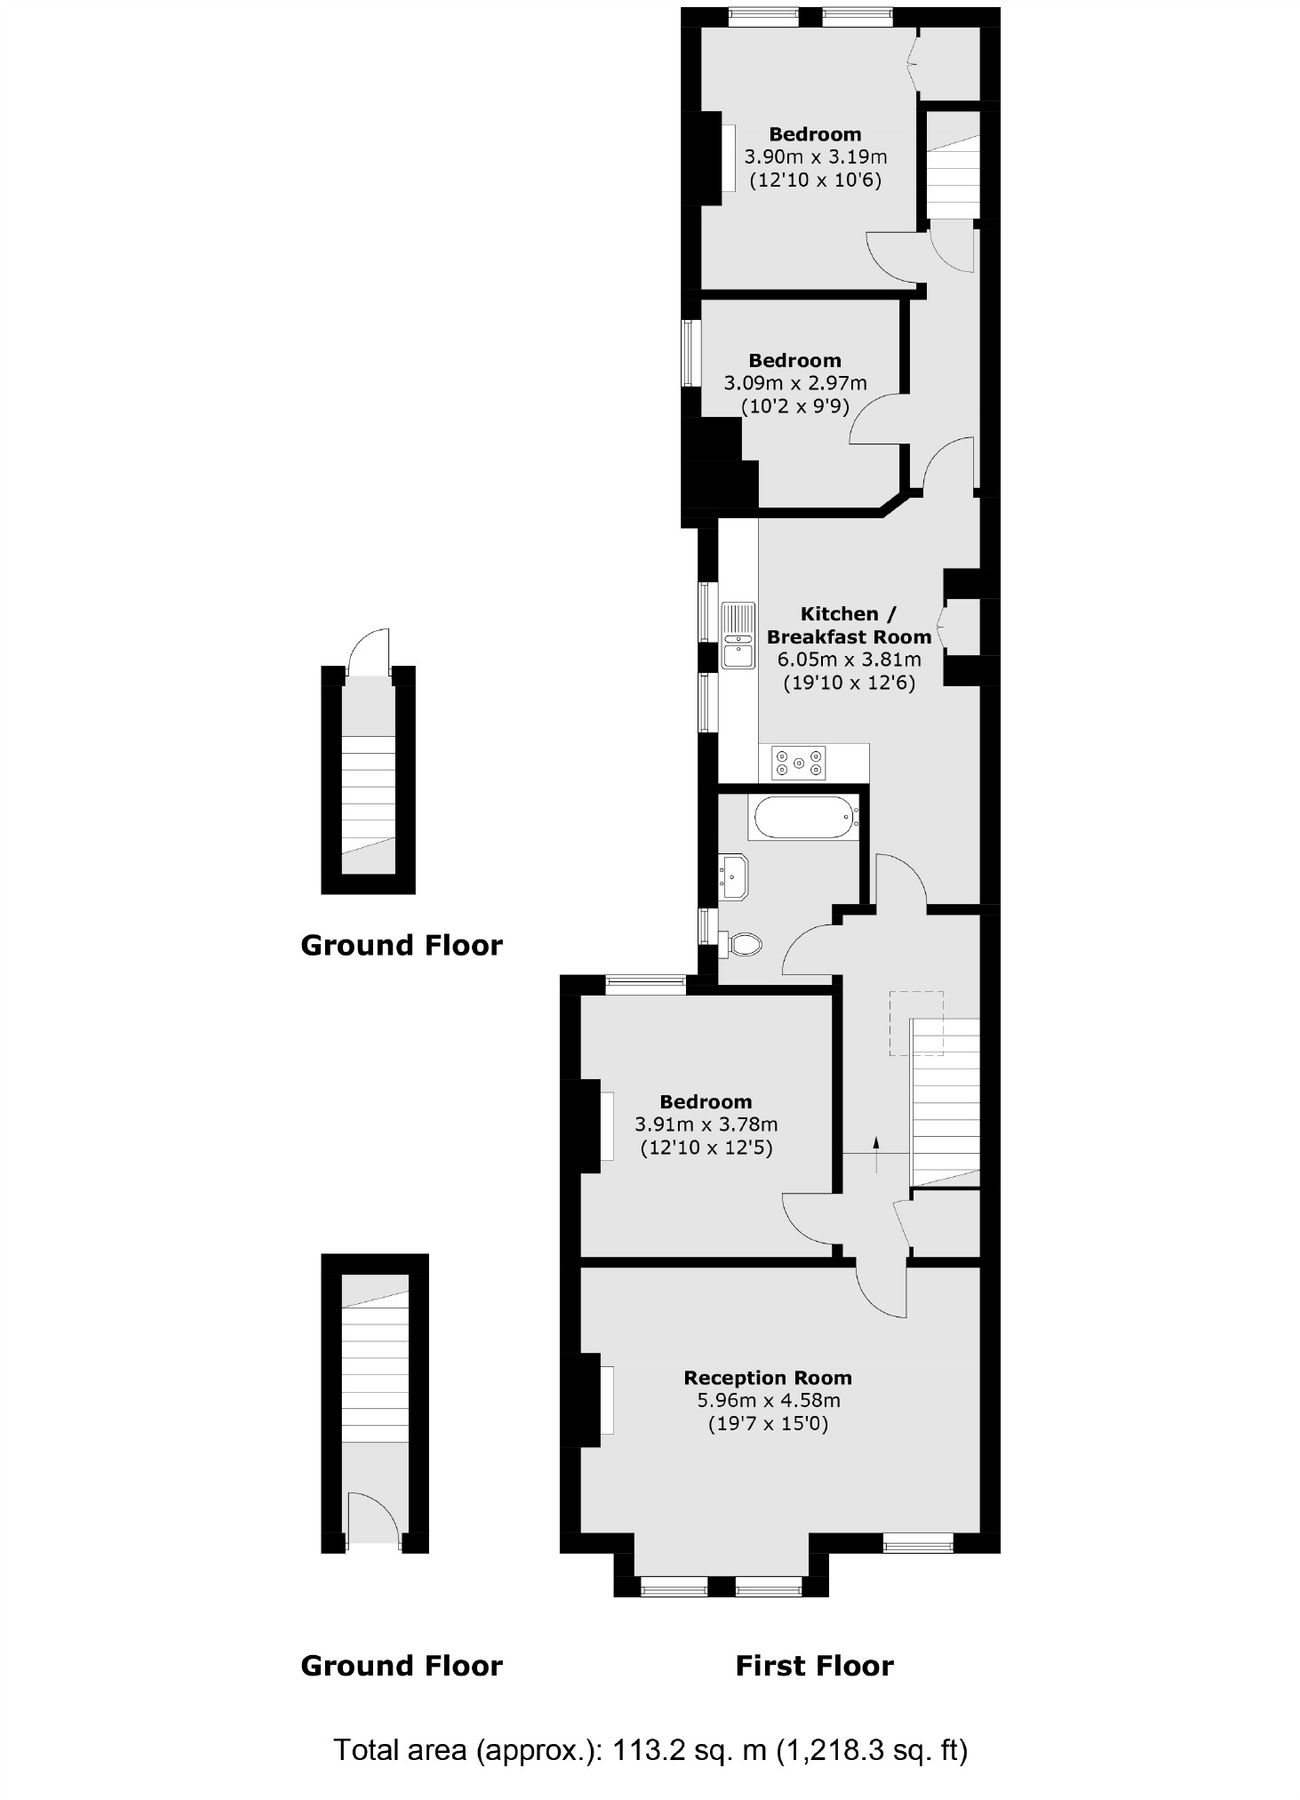 Bedroom
3.90m x 3.19m
(12'10 x 10'6)
Bedroom
3.09m x 2.97m
(10'2 x 9'9)
Kitchen /
Breakfast Room
6.05m x 3.81m
(19'10 x 12'6)
Ground Floor
Bedroom
3.91m x 3.78m
(12'10 x 12'5)
Reception Room
5.96m x 4.58m
(19'7 x 15'0)
Ground Floor
First Floor
Total area (approx.): 113.2 sq. m (1,218.3 sq. ft)